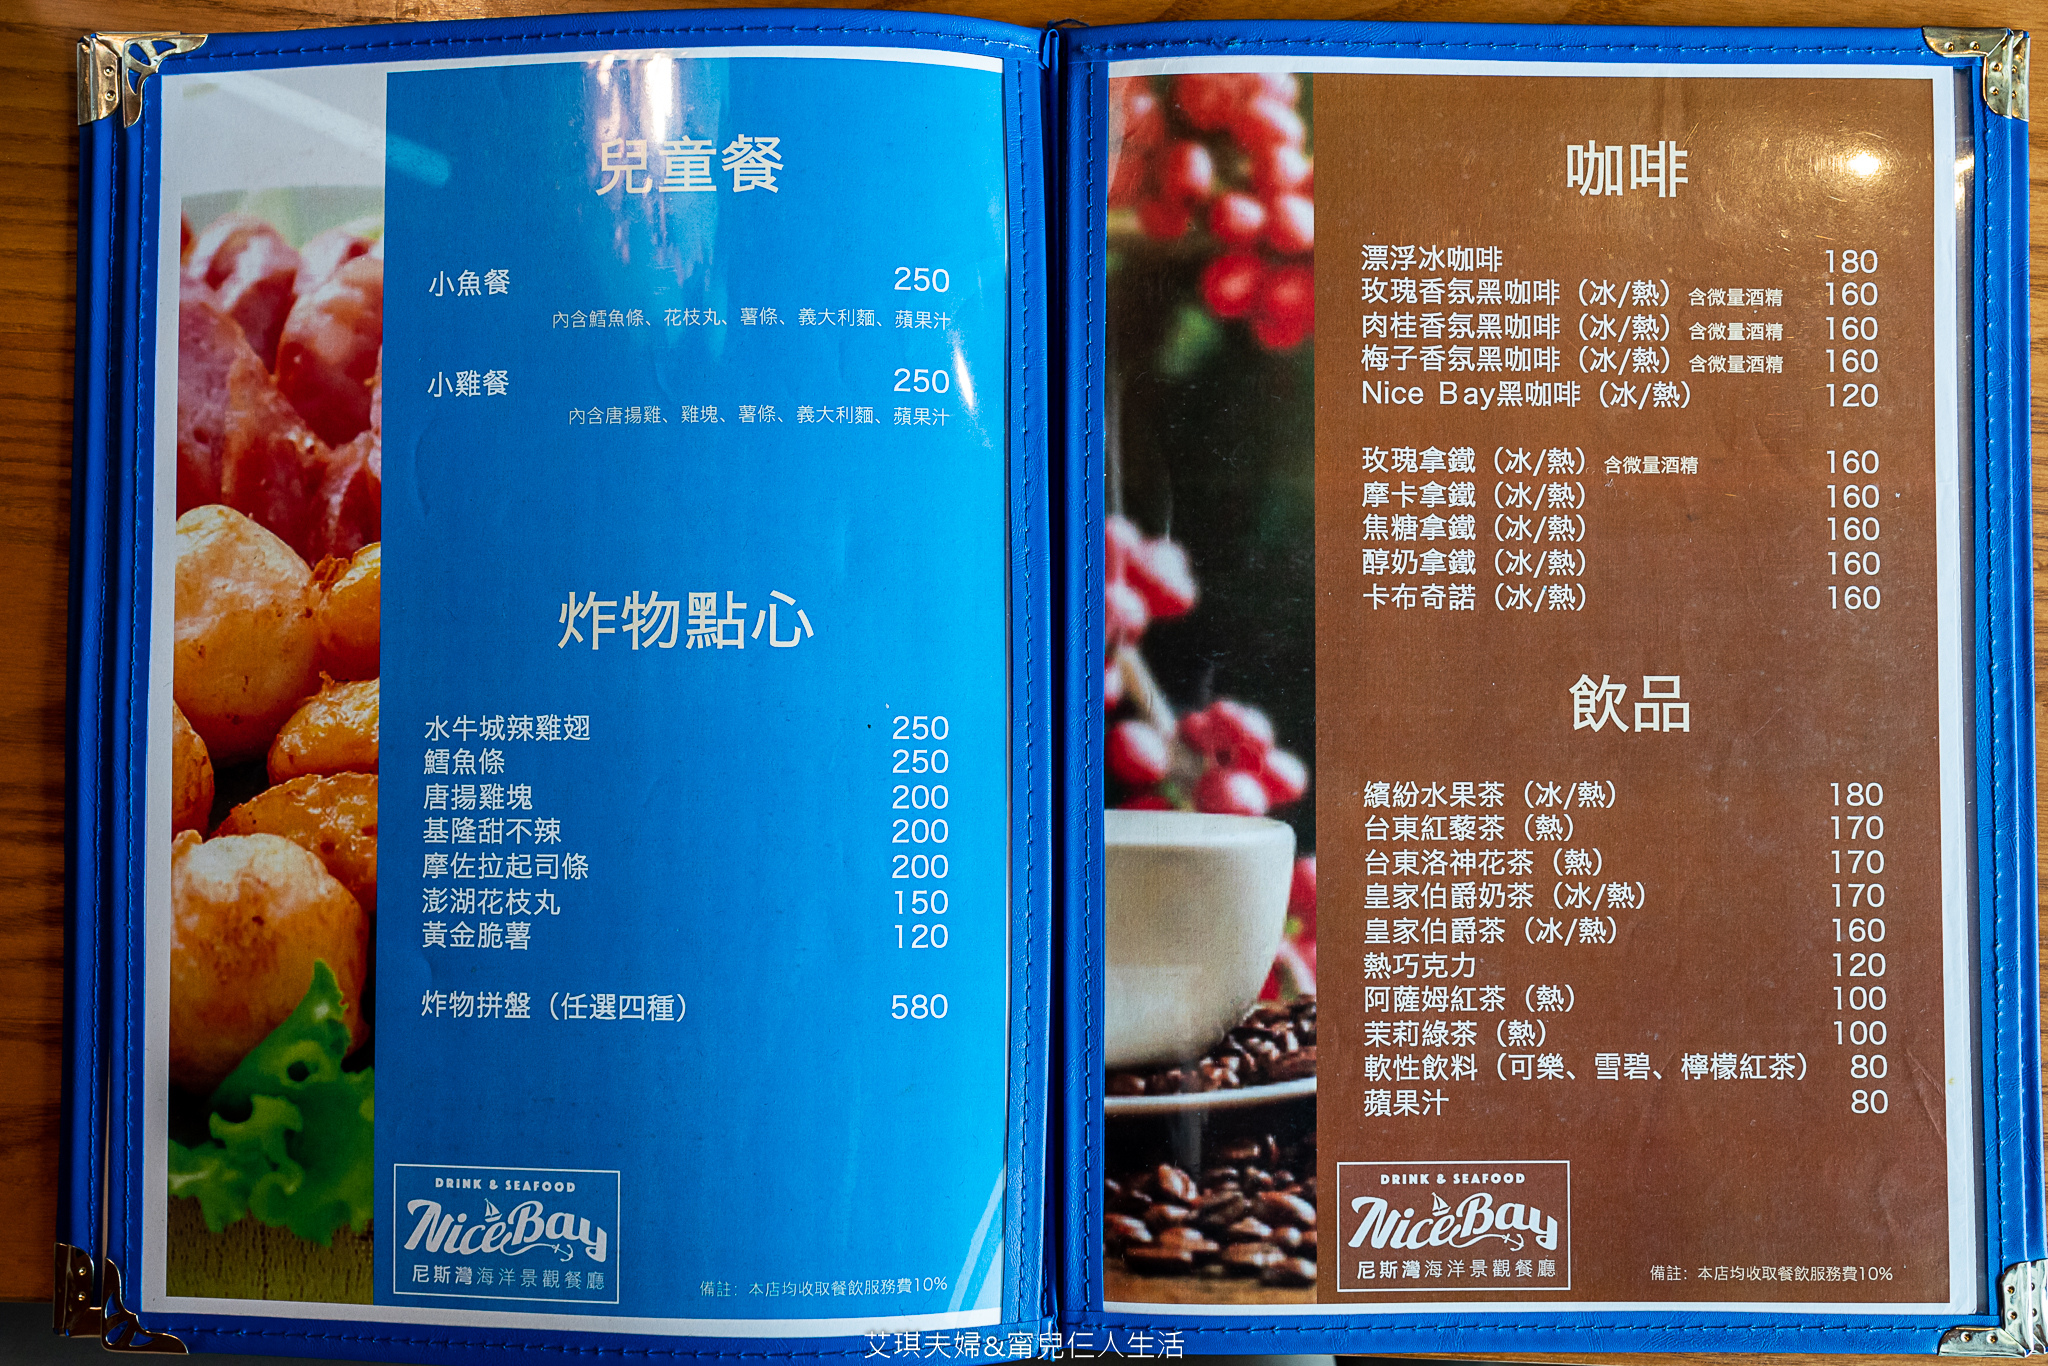 兒童餐
小魚餐 250
內含鱈魚條、花枝丸、薯條、義大利麵、蘋果汁
小雞餐 250
內含唐揚雞、雞塊、薯條、義大利麵、蘋果汁
炸物點心
水牛城辣雞翅 250
鱈魚條 250
唐揚雞塊 200
基隆甜不辣 200
摩佐拉起司條 200
澎湖花枝丸 150
黃金脆薯 120
炸物拼盤（任選四種） 580
DRINK & SEAFOOD
NiceBay
尼斯灣海洋景觀餐廳
備註：本店均收取餐飲服務費10%
咖啡
漂浮冰咖啡 180
玫瑰香氛黑咖啡（冰/熱）含微量酒精 160
肉桂香氛黑咖啡（冰/熱）含微量酒精 160
梅子香氛黑咖啡（冰/熱）含微量酒精 160
Nice Bay黑咖啡（冰/熱） 120
玫瑰拿鐵（冰/熱）含微量酒精 160
摩卡拿鐵（冰/熱） 160
焦糖拿鐵（冰/熱） 160
醇奶拿鐵（冰/熱） 160
卡布奇諾（冰/熱） 160
飲品
繽紛水果茶（冰/熱） 180
台東紅藜茶（熱） 170
台東洛神花茶（熱） 170
皇家伯爵奶茶（冰/熱） 170
皇家伯爵茶（冰/熱） 160
熱巧克力 120
阿薩姆紅茶（熱） 100
茉莉綠茶（熱） 100
軟性飲料（可樂、雪碧、檸檬紅茶） 80
蘋果汁 80
DRINK & SEAFOOD
NiceBay
尼斯灣海洋景觀餐廳
備註：本店均收取餐飲服務費10%
艾琪夫婦&甯兒仨人生活